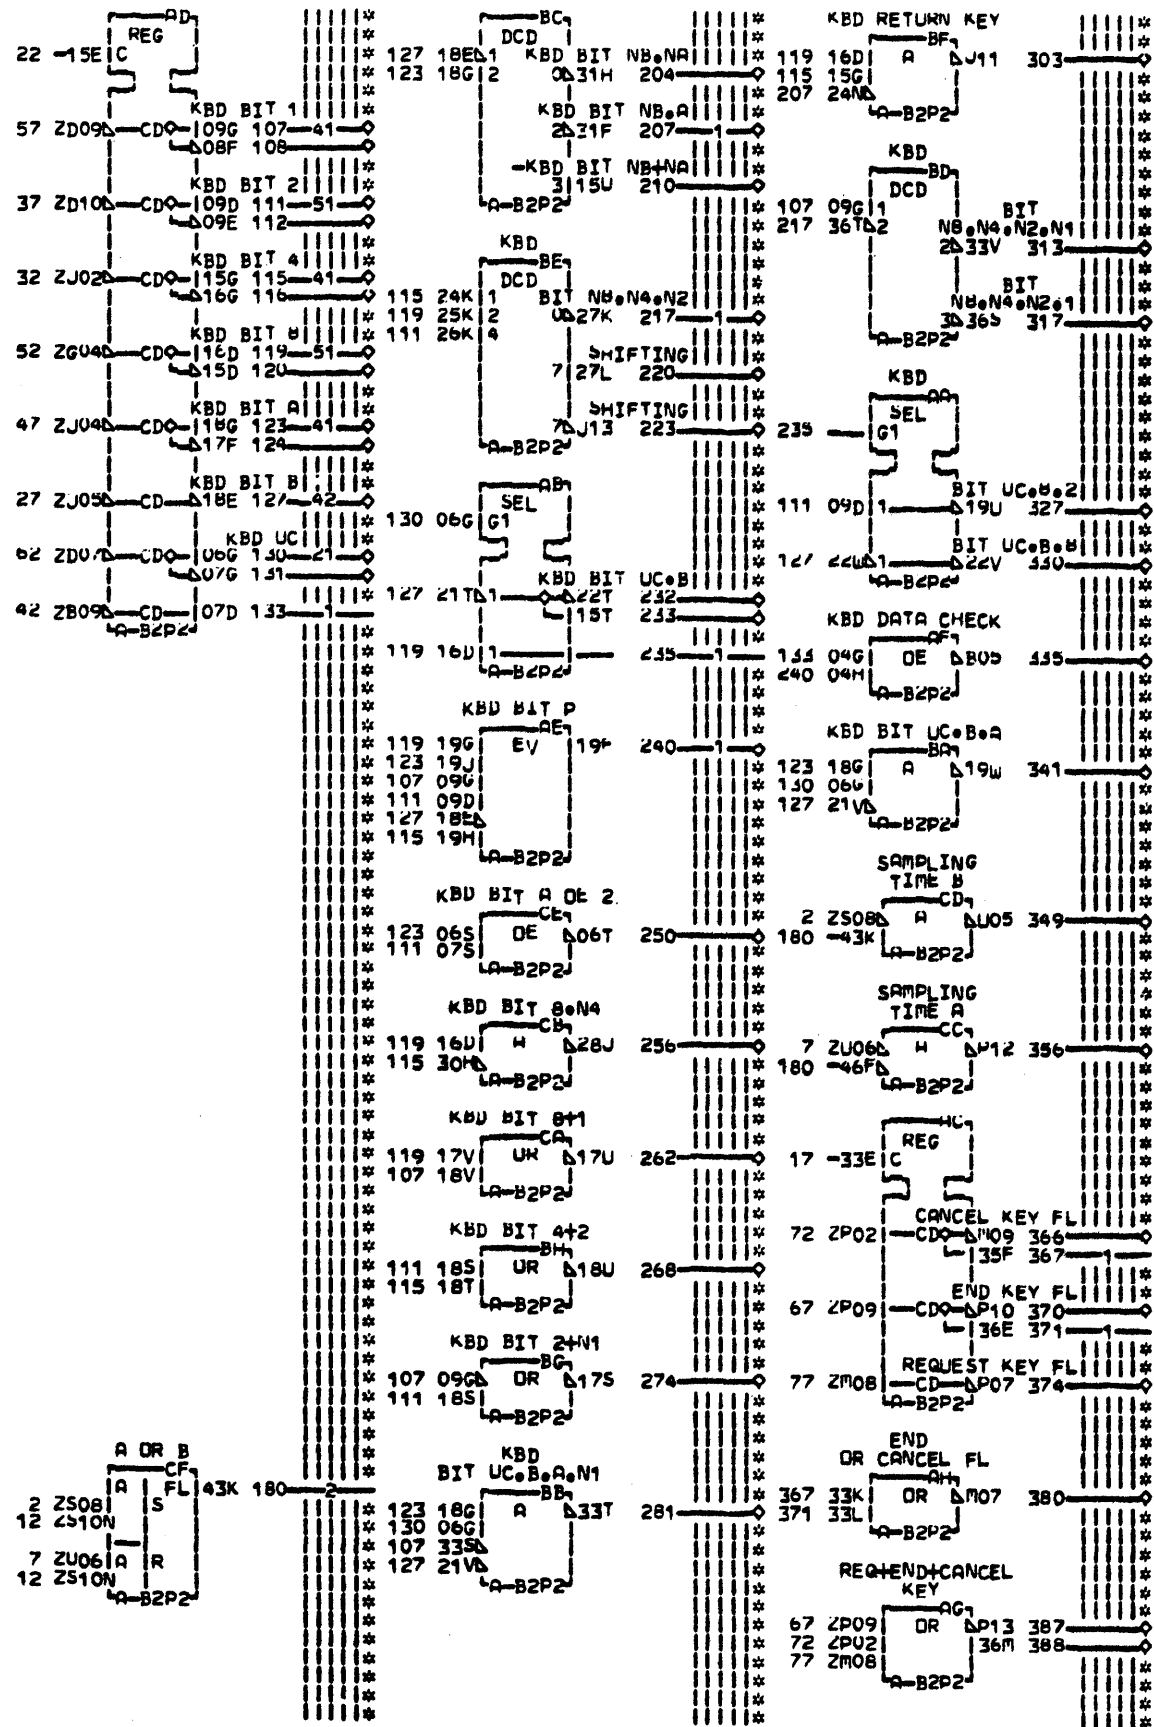 AD
REG
22 -15E C
KBD BIT 1
57 ZD09 CD 09G 107 41
08F 108
KBD BIT 2
37 ZD10 CD 09D 111 51
09E 112
KBD BIT 4
32 ZJ02 CD 15G 115 41
16G 116
KBD BIT 8
52 ZG04 CD 16D 119 51
15D 120
KBD BIT A
47 ZJ04 CD 18G 123 41
17F 124
KBD BIT B
27 ZJ05 CD 18E 127 42
KBD UC
62 ZD07 CD 06G 130 21
07G 131
42 ZB09 CD 07D 133 1
A-B2P2
A OR B
CF
A FL 43K 180 2
2 ZS08 S
12 ZS10N
7 ZU06 A R
12 ZS10N
A-B2P2
BC
DCD
127 18E 1 KBD BIT NB.NA
123 18G 2 0 31H 204
KBD BIT NB.A
2 31F 207 1
-KBD BIT NB+NA
3 15U 210
A-B2P2
KBD
BE
DCD
115 24K 1 BIT N8.N4.N2
119 25K 2 0 27K 217 1
111 26K 4
SHIFTING
7 27L 220
SHIFTING
7 J13 223
A-B2P2
AB
SEL
130 06G G1
KBD BIT UC.B
127 21T 1 22T 232
15T 233
119 16D 1 235 1
A-B2P2
KBD BIT P
AE
119 19G EV 19F 240 1
123 19J
107 09G
111 09D
127 18E
115 19H
A-B2P2
KBD BIT A OE 2
CE
123 06S OE 06T 250
111 07S
A-B2P2
KBD BIT 8.N4
CB
119 16D A 28J 256
115 30H
A-B2P2
KBD BIT 8+1
CA
119 17V OR 17U 262
107 18V
A-B2P2
KBD BIT 4+2
BH
111 18S OR 18U 268
115 18T
A-B2P2
KBD BIT 2+N1
BG
107 09G OR 17S 274
111 18S
A-B2P2
KBD
BIT UC.B.A.N1
BB
123 18G A 33T 281
130 06G
107 33S
127 21V
A-B2P2
KBD RETURN KEY
BF
119 16D A J11 303
115 15G
207 24N
A-B2P2
KBD
BD
DCD
107 09G 1 BIT
217 36T 2 N8.N4.N2.N1
2 33V 313
BIT
N8.N4.N2.1
3 36S 317
A-B2P2
KBD
AA
SEL
235 G1
BIT UC.B.2
111 09D 1 19U 327
BIT UC.B.8
127 22W 1 22V 330
A-B2P2
KBD DATA CHECK
AF
133 04G OE B05 335
240 04H
A-B2P2
KBD BIT UC.B.A
BA
123 18G A 19W 341
130 06G
127 21V
A-B2P2
SAMPLING
TIME B
CD
2 ZS08 A U05 349
180 -43K
A-B2P2
SAMPLING
TIME A
CC
7 ZU06 A 356
180 -46F
A-B2P2
AC
REG
17 -33E C
CANCEL KEY FL
72 ZP02 CD M09 366
35F 367 1
END KEY FL
67 ZP09 CD P10 370
36E 371 1
REQUEST KEY FL
77 ZM08 CD P07 374
A-B2P2
END
OR CANCEL FL
AH
367 33K OR M07 380
371 33L
A-B2P2
REQ+END+CANCEL
KEY
AG
67 ZP09 OR P13 387
72 ZP02 36M 388
77 ZM08
A-B2P2